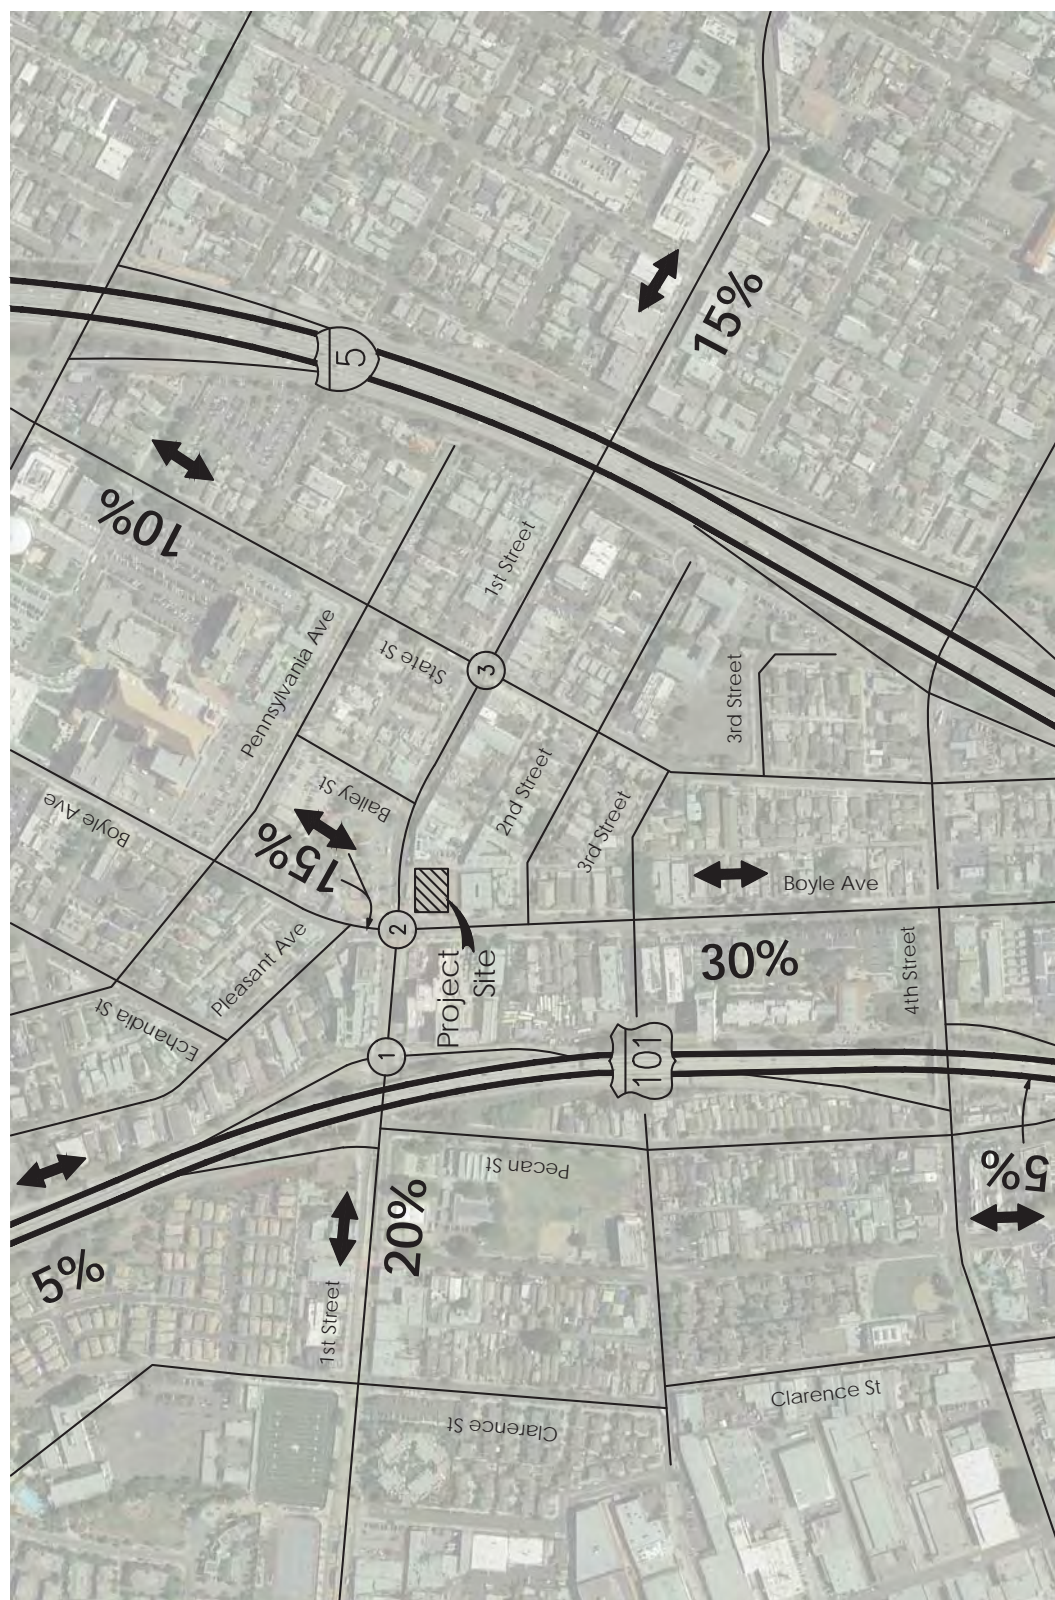 15%
5
10%
1st Street
Pennsylvania Ave
State St
3
3rd Street
Boyle Ave
Bailey St
2nd Street
3rd Street
15%
Boyle Ave
2
Pleasant Ave
Project
Site
30%
4th Street
Echandia St
1
101
5%
Pecan St
20%
5%
1st Street
Clarence St
Clarence St